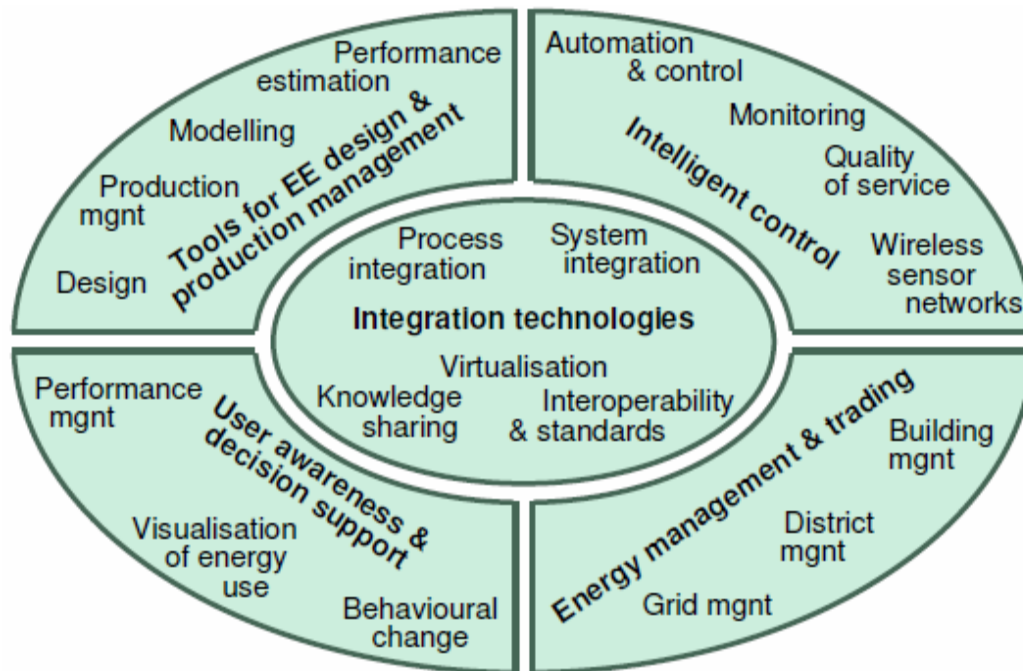 Performance
estimation
Modelling
Production
mgnt
Design
Tools for EE design &
production management
Automation
& control
Monitoring
Quality
of service
Wireless
sensor
networks
Intelligent control
Process
integration
System
integration
Integration technologies
Virtualisation
Knowledge
sharing
Interoperability
& standards
Performance
mgnt
User awareness &
decision support
Visualisation
of energy
use
Behavioural
change
Energy management & trading
Building
mgnt
District
mgnt
Grid mgnt